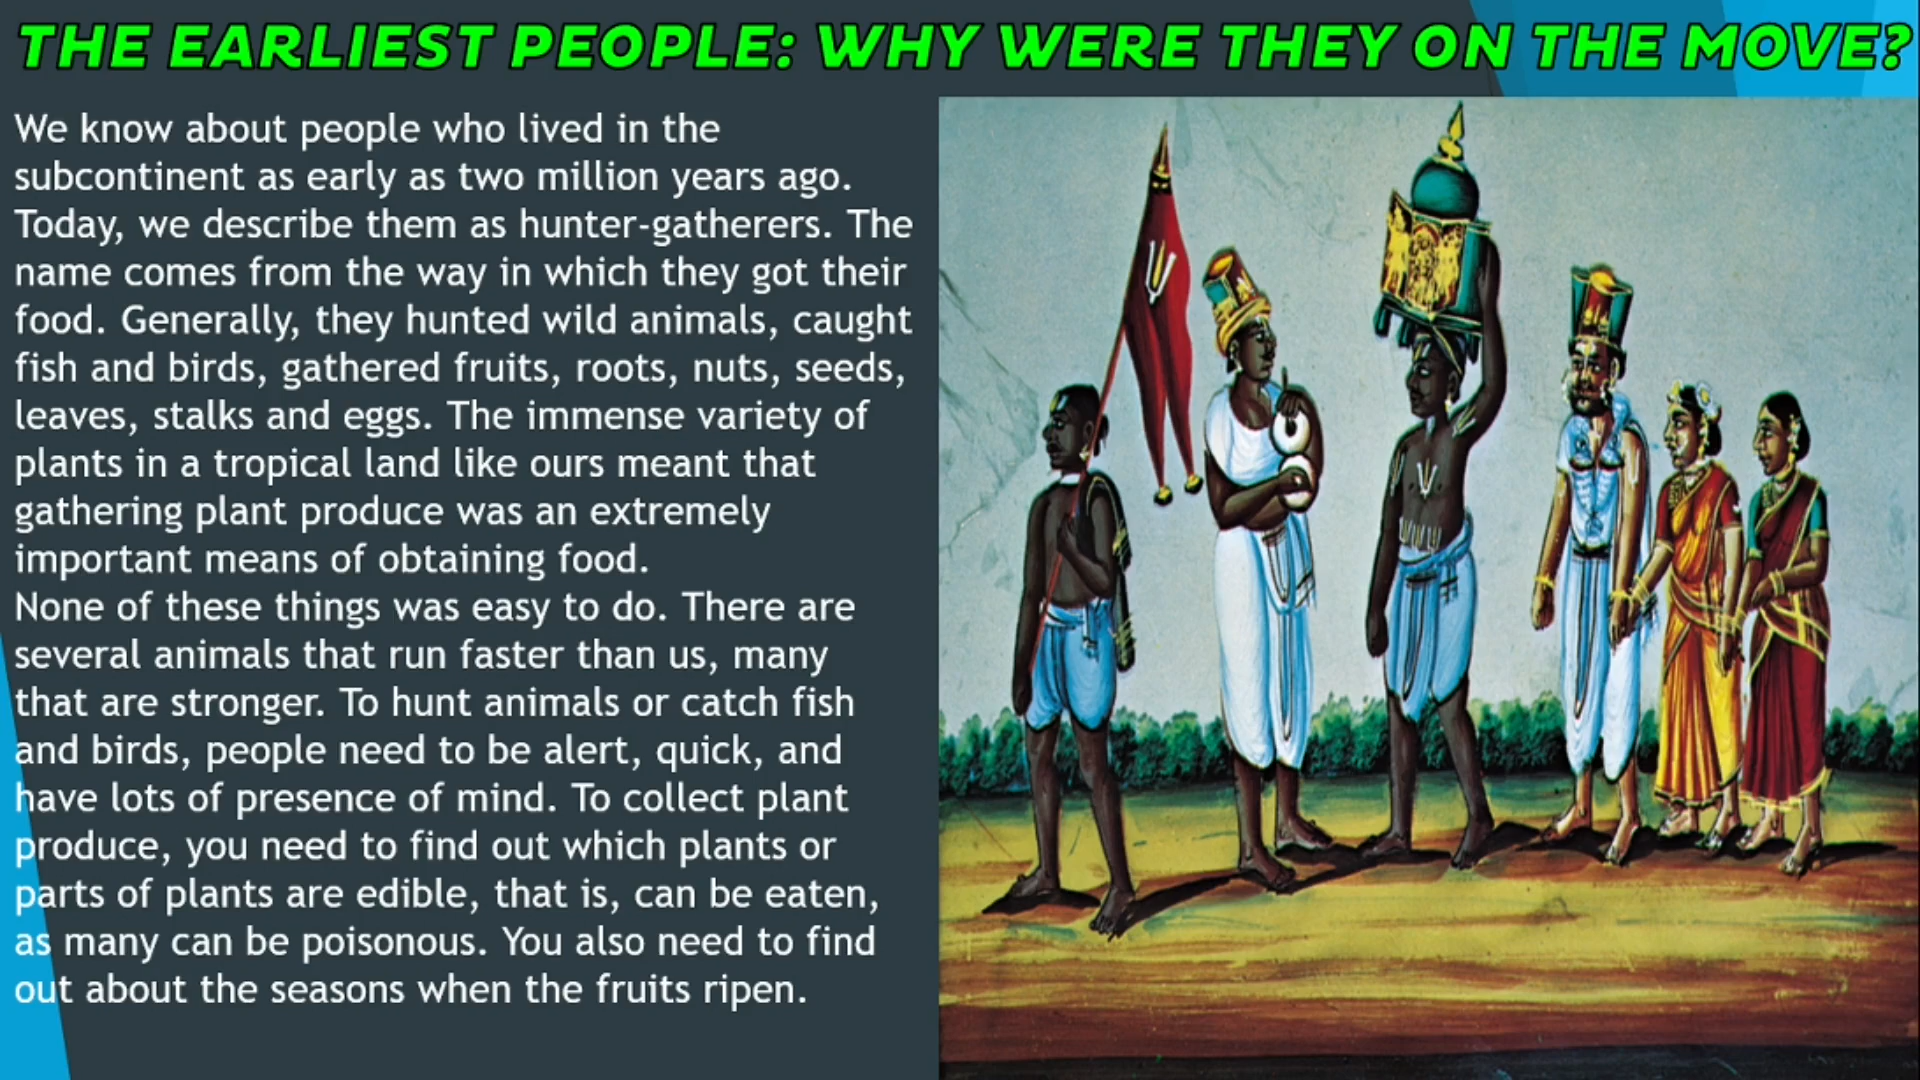 THE EARLIEST PEOPLE: WHY WERE THEY ON THE MOVE?
We know about people who lived in the
subcontinent as early as two million years ago.
Today, we describe them as hunter-gatherers. The
name comes from the way in which they got their
food. Generally, they hunted wild animals, caught
fish and birds, gathered fruits, roots, nuts, seeds,
leaves, stalks and eggs. The immense variety of
plants in a tropical land like ours meant that
gathering plant produce was an extremely
important means of obtaining food.
None of these things was easy to do. There are
several animals that run faster than us, many
that are stronger. To hunt animals or catch fish
and birds, people need to be alert, quick, and
have lots of presence of mind. To collect plant
produce, you need to find out which plants or
parts of plants are edible, that is, can be eaten,
as many can be poisonous. You also need to find
out about the seasons when the fruits ripen.